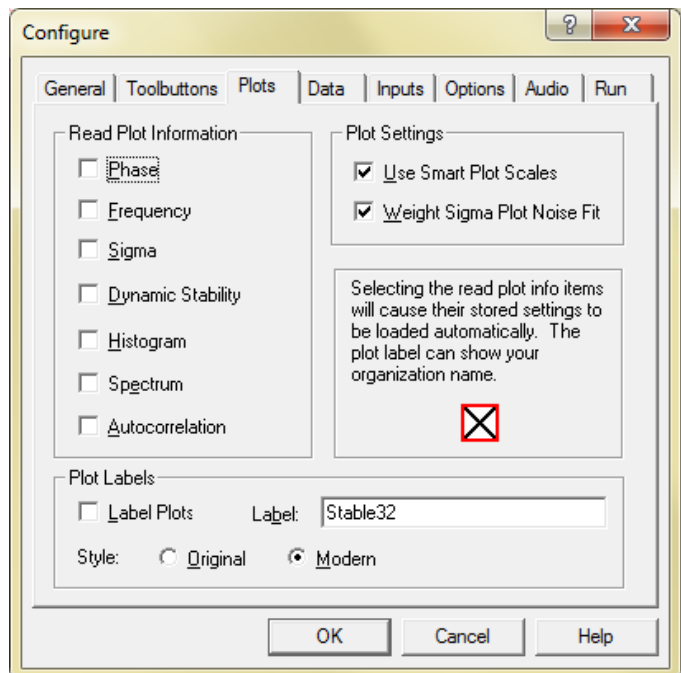 Configure
General Toolbuttons Plots Data Inputs Options Audio Run
Read Plot Information
Phase
Frequency
Sigma
Dynamic Stability
Histogram
Spectrum
Autocorrelation
Plot Settings
Use Smart Plot Scales
Weight Sigma Plot Noise Fit
Selecting the read plot info items
will cause their stored settings to
be loaded automatically. The
plot label can show your
organization name.
Plot Labels
Label Plots Label: Stable32
Style: Original Modern
OK Cancel Help